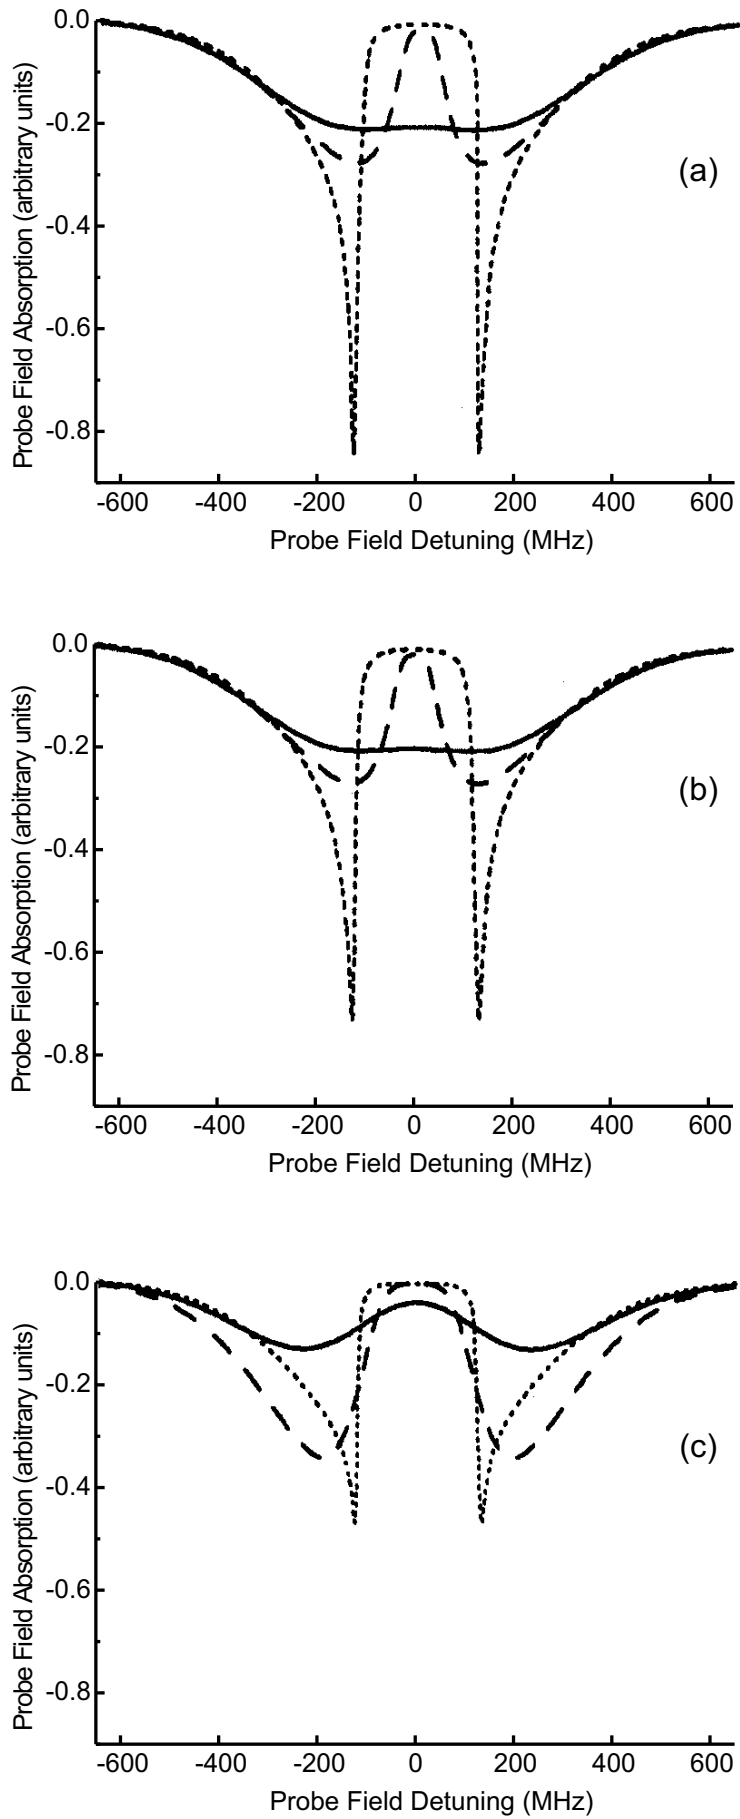 0.0
-0.2
-0.4
-0.6
-0.8
Probe Field Absorption (arbitrary units)
(a)
-600 -400 -200 0 200 400 600
Probe Field Detuning (MHz)
0.0
-0.2
-0.4
-0.6
-0.8
Probe Field Absorption (arbitrary units)
(b)
-600 -400 -200 0 200 400 600
Probe Field Detuning (MHz)
0.0
-0.2
-0.4
-0.6
-0.8
Probe Field Absorption (arbitrary units)
(c)
-600 -400 -200 0 200 400 600
Probe Field Detuning (MHz)